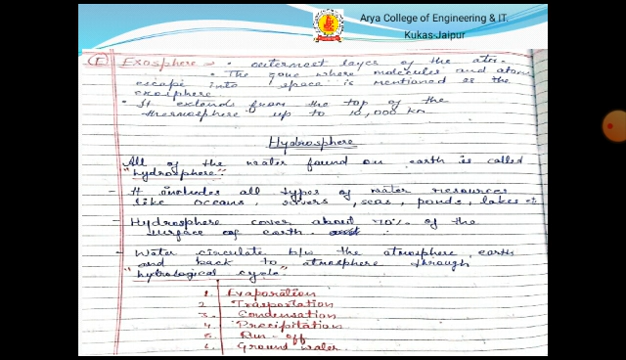 Arya College of Engineering & I.T.
Kukas-Jaipur
Exosphere - • outermost layer of the atm.
• The zone where molecules and atom
escape into space is mentioned as the
exosphere
• It extends from the top of the
thermosphere up to 10,000 km
Hydrosphere
All of the water found on earth is called
"hydrosphere"
- It includes all types of water resources
like oceans, rivers, seas, ponds, lakes
- Hydrosphere cover about 70% of the
surface of earth.
- Water circulate b/w the atmosphere, earth
and back to atmosphere through
"hydrological cycle"
1. Evaporation
2. Trasportation
3. Condensation
4. Precipitation
5. Run-off
6. Ground water